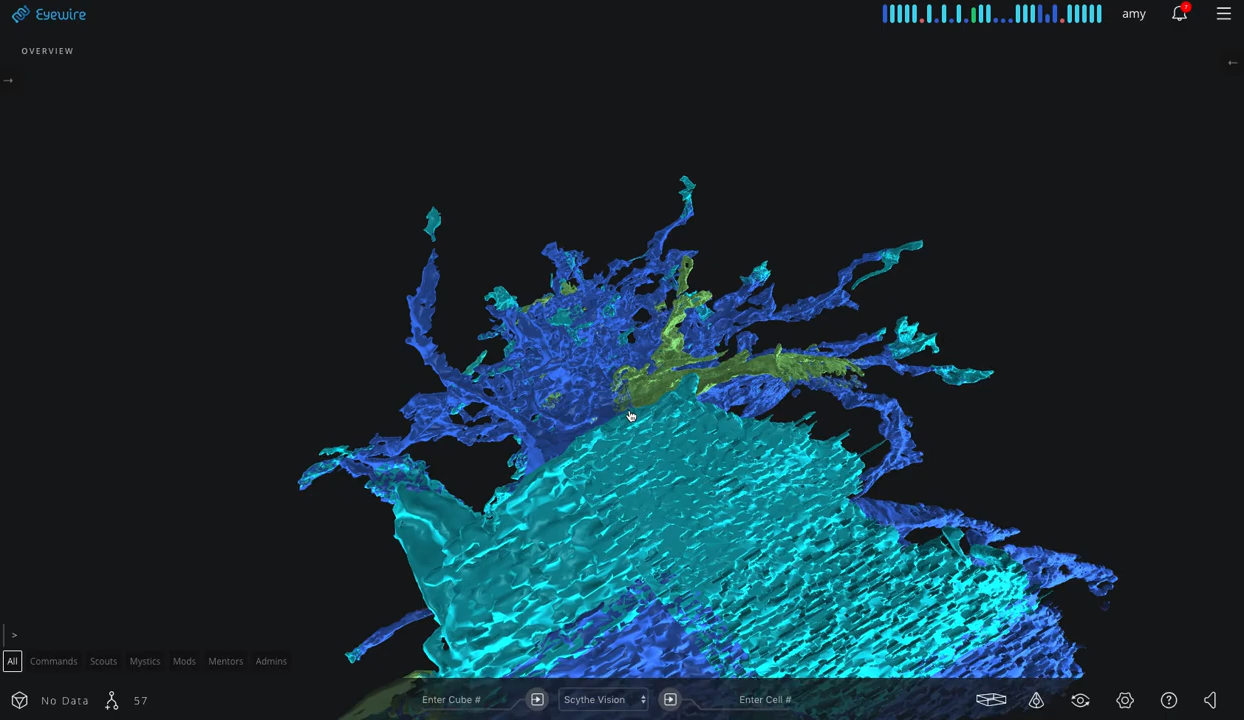 Eyewire
amy
7
OVERVIEW
→
←
>
All Commands Scouts Mystics Mods Mentors Admins
No Data 57 Enter Cube # Scythe Vision Enter Cell #